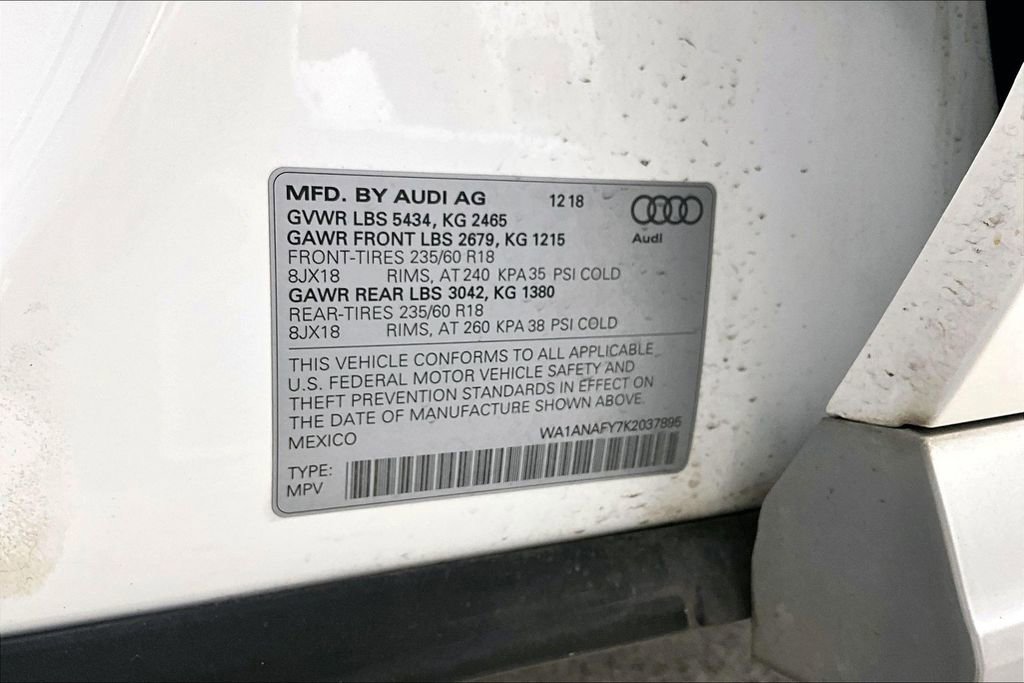 MFD. BY AUDI AG 12 18
GVWR LBS 5434, KG 2465
GAWR FRONT LBS 2679, KG 1215
Audi
FRONT-TIRES 235/60 R18
8JX18 RIMS, AT 240 KPA 35 PSI COLD
GAWR REAR LBS 3042, KG 1380
REAR-TIRES 235/60 R18
8JX18 RIMS, AT 260 KPA 38 PSI COLD
THIS VEHICLE CONFORMS TO ALL APPLICABLE
U.S. FEDERAL MOTOR VEHICLE SAFETY AND
THEFT PREVENTION STANDARDS IN EFFECT ON
THE DATE OF MANUFACTURE SHOWN ABOVE.
MEXICO WA1ANAFY7K2037895
TYPE:
MPV